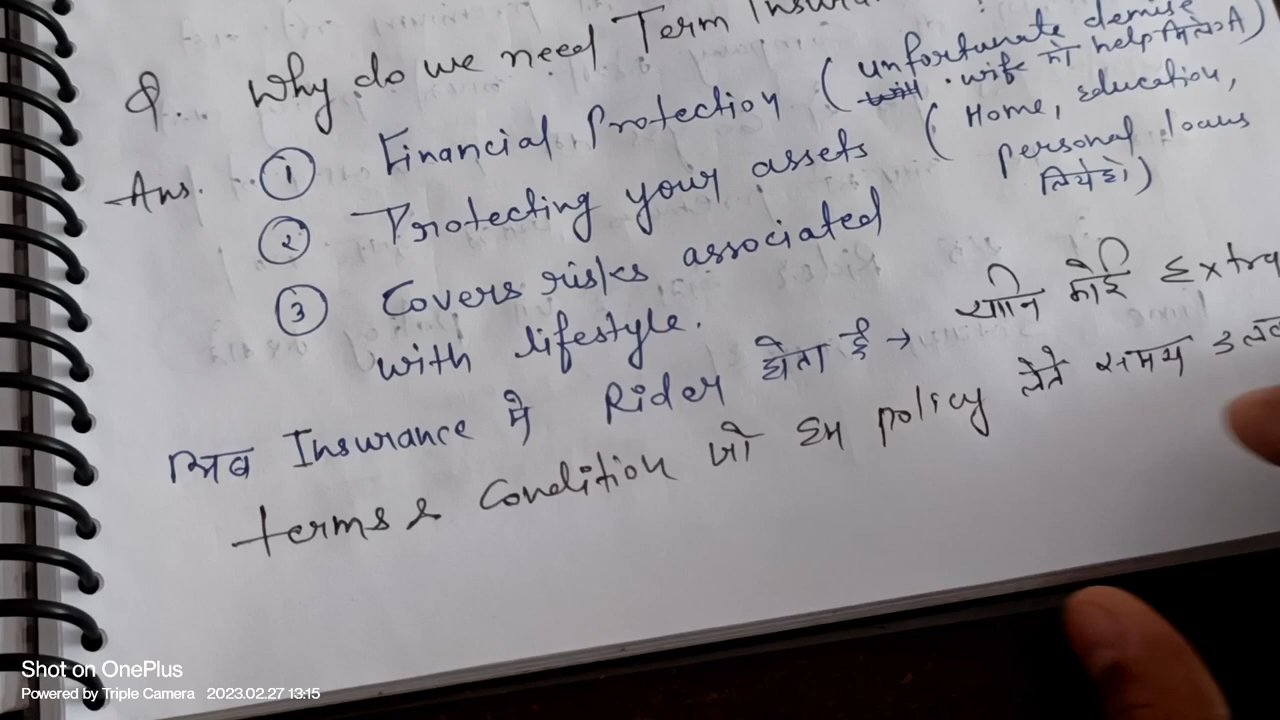 Q. Why do we need Term
Ans. ① Financial Protection ( unfortunate demise
wife को help मिलेगा )
② Protecting your assets ( Home, education,
personal loans
लिये हो )
③ Covers risks associated
with lifestyle.
अब Insurance में Rider होता है → यानि कोई Extra
terms & Condition जो हम policy लेते समय
Shot on OnePlus
Powered by Triple Camera 2023.02.27 13:15